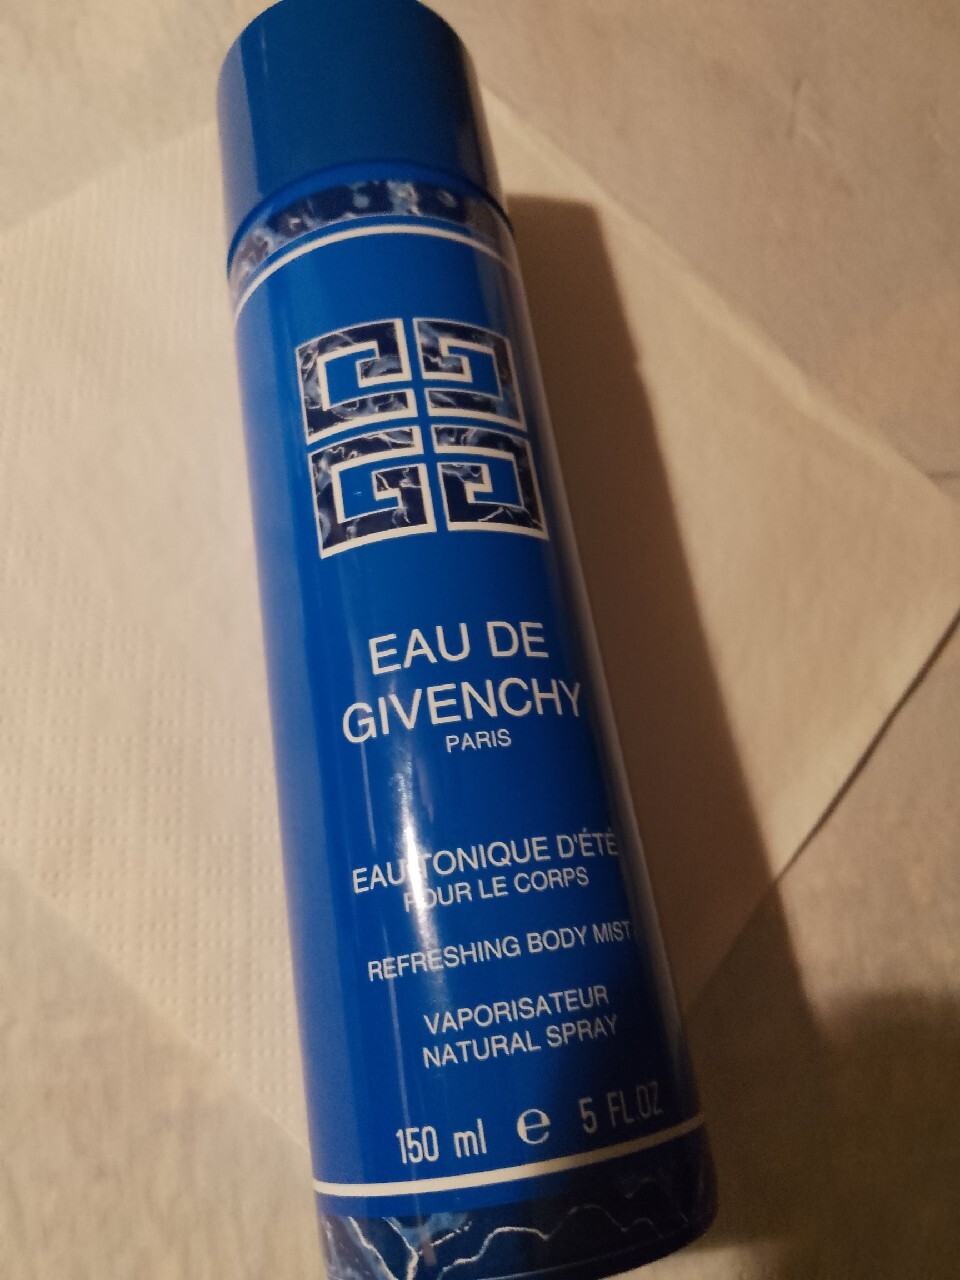 EAU DE
GIVENCHY
PARIS
EAU TONIQUE D'ÉTÉ
POUR LE CORPS
REFRESHING BODY MIST
VAPORISATEUR
NATURAL SPRAY
150 ml e 5 FL OZ